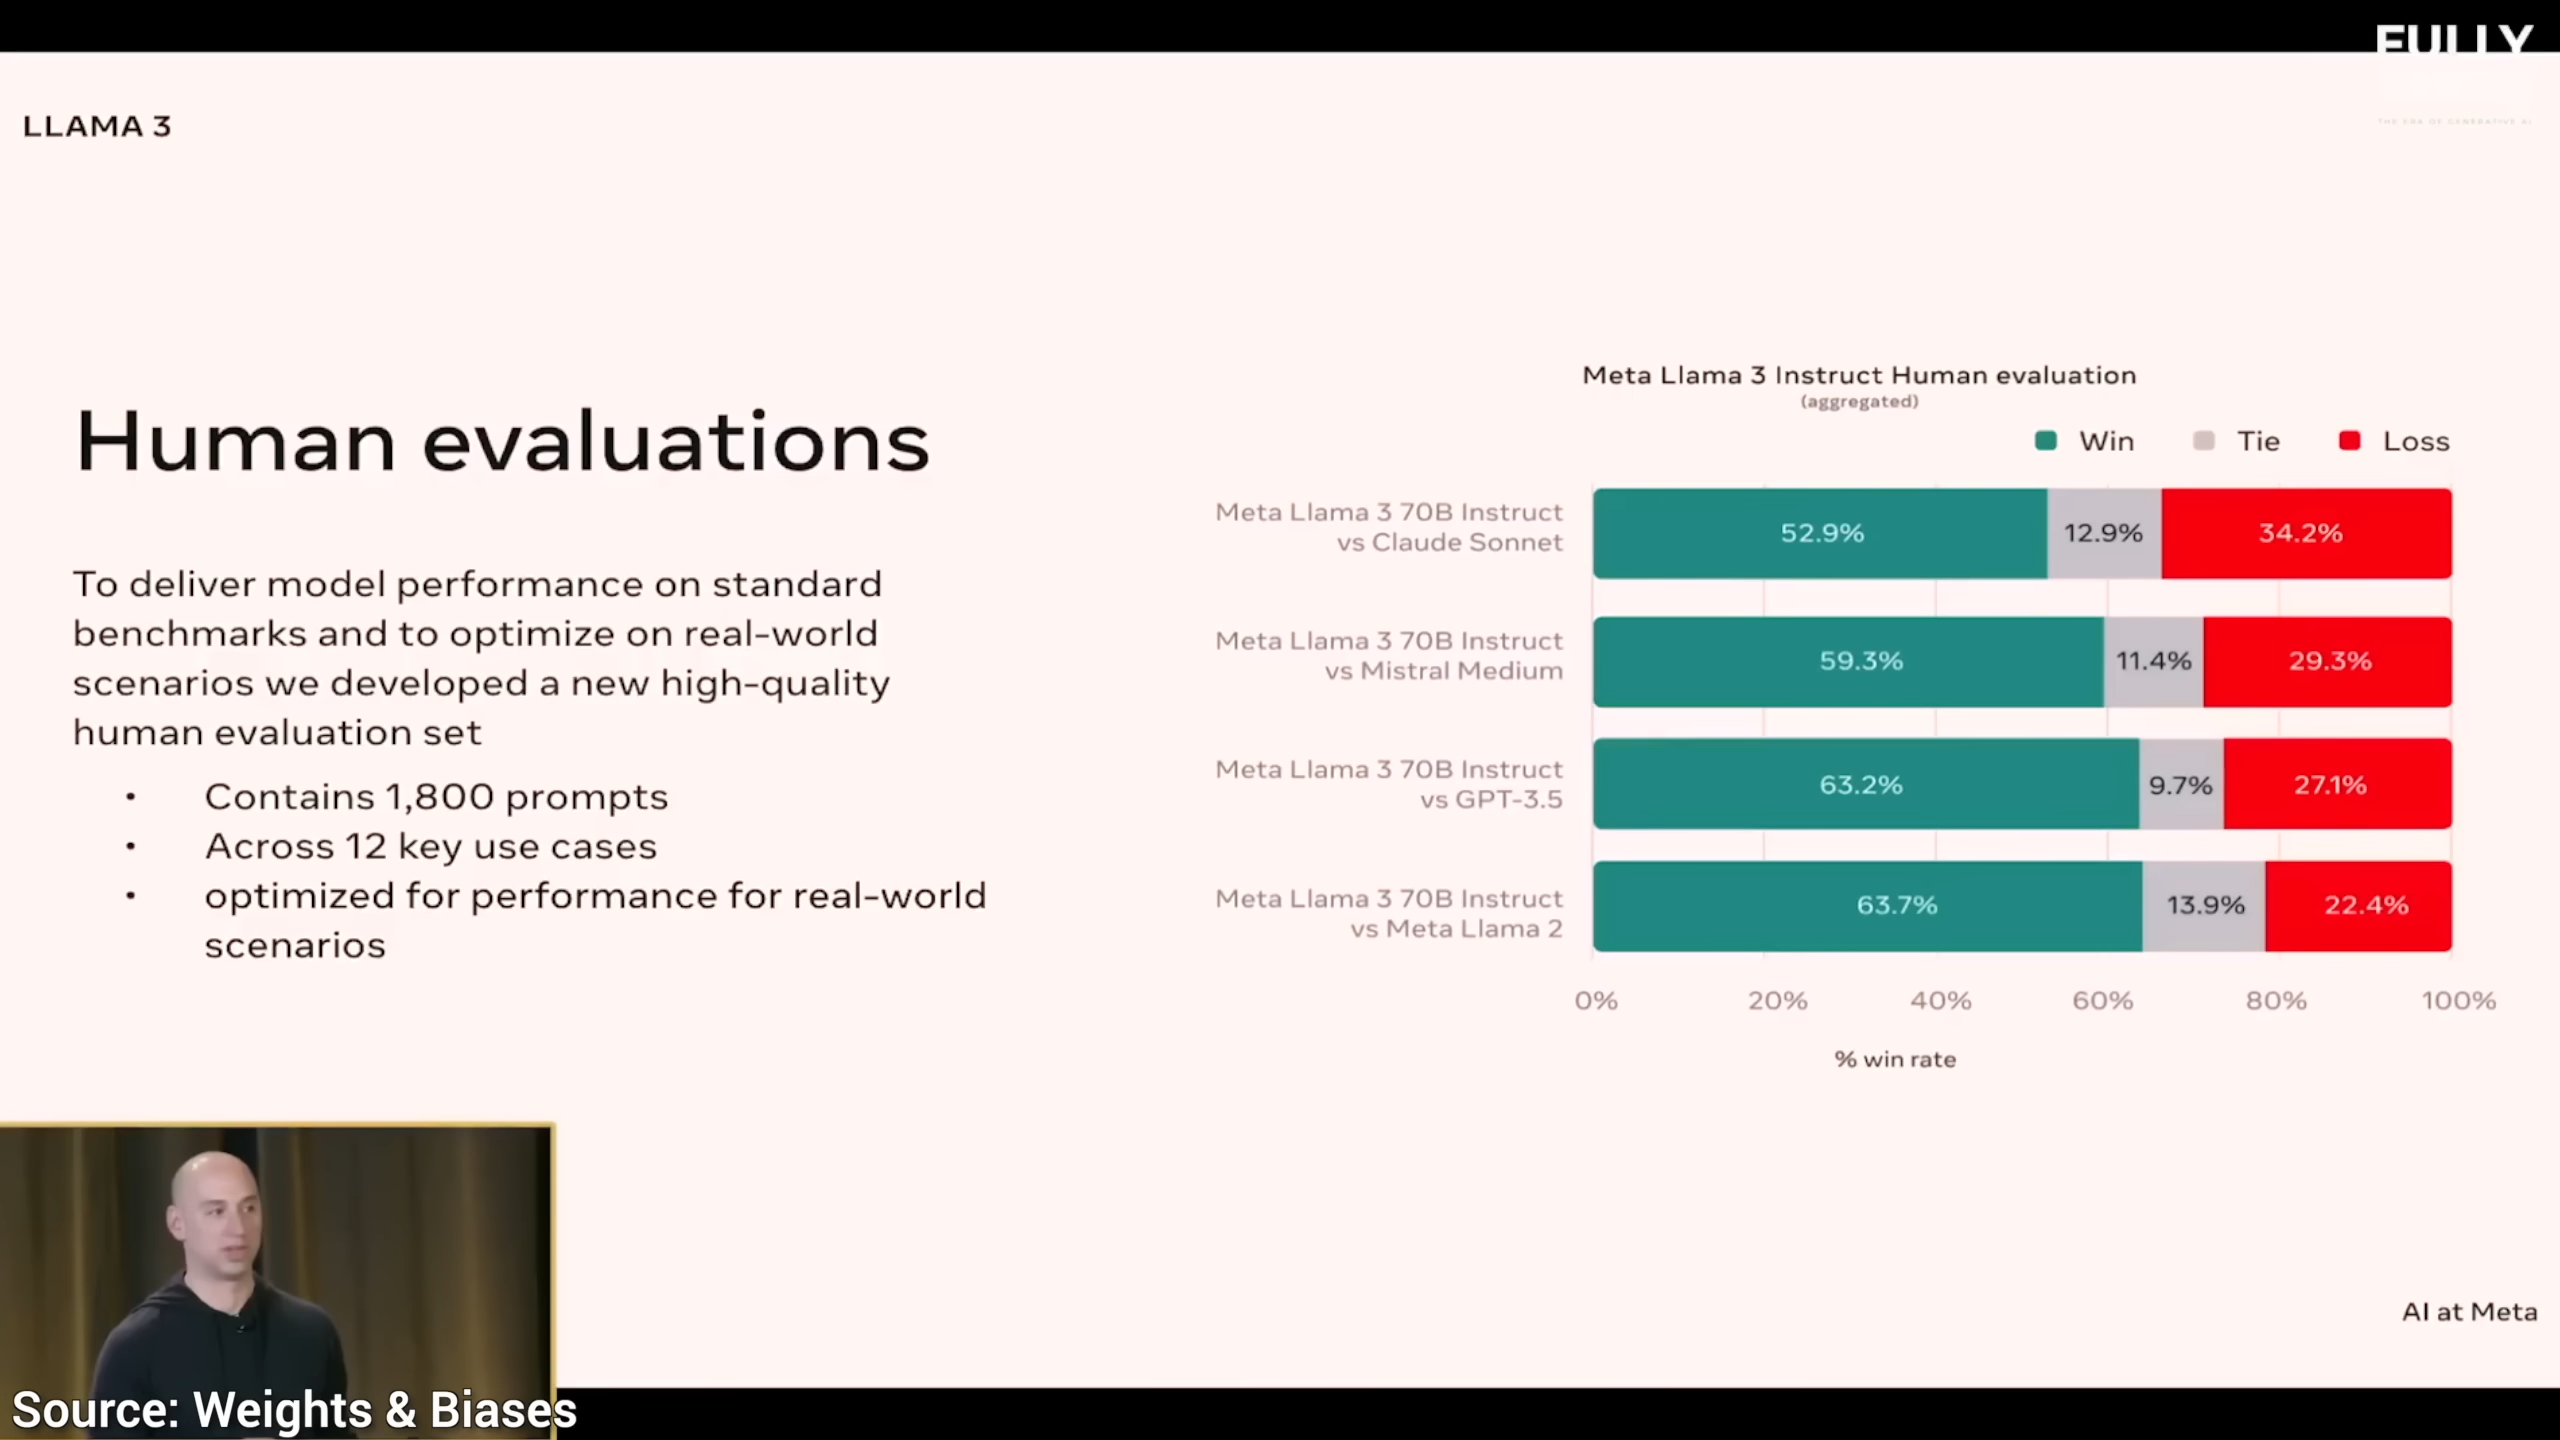 FULLY
LLAMA 3
THE ERA OF GENERATIVE AI
Human evaluations
To deliver model performance on standard
benchmarks and to optimize on real-world
scenarios we developed a new high-quality
human evaluation set
• Contains 1,800 prompts
• Across 12 key use cases
• optimized for performance for real-world
scenarios
Meta Llama 3 Instruct Human evaluation
(aggregated)
Win Tie Loss
Meta Llama 3 70B Instruct
vs Claude Sonnet
52.9% 12.9% 34.2%
Meta Llama 3 70B Instruct
vs Mistral Medium
59.3% 11.4% 29.3%
Meta Llama 3 70B Instruct
vs GPT-3.5
63.2% 9.7% 27.1%
Meta Llama 3 70B Instruct
vs Meta Llama 2
63.7% 13.9% 22.4%
0% 20% 40% 60% 80% 100%
% win rate
AI at Meta
Source: Weights & Biases